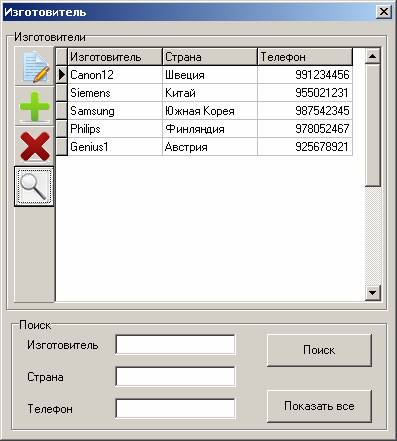 Изготовитель
Изготовители
Изготовитель Страна Телефон
Canon12 Швеция 991234456
Siemens Китай 955021231
Samsung Южная Корея 987542345
Philips Финляндия 978052467
Genius1 Австрия 925678921
Поиск
Изготовитель
Поиск
Страна
Телефон
Показать все